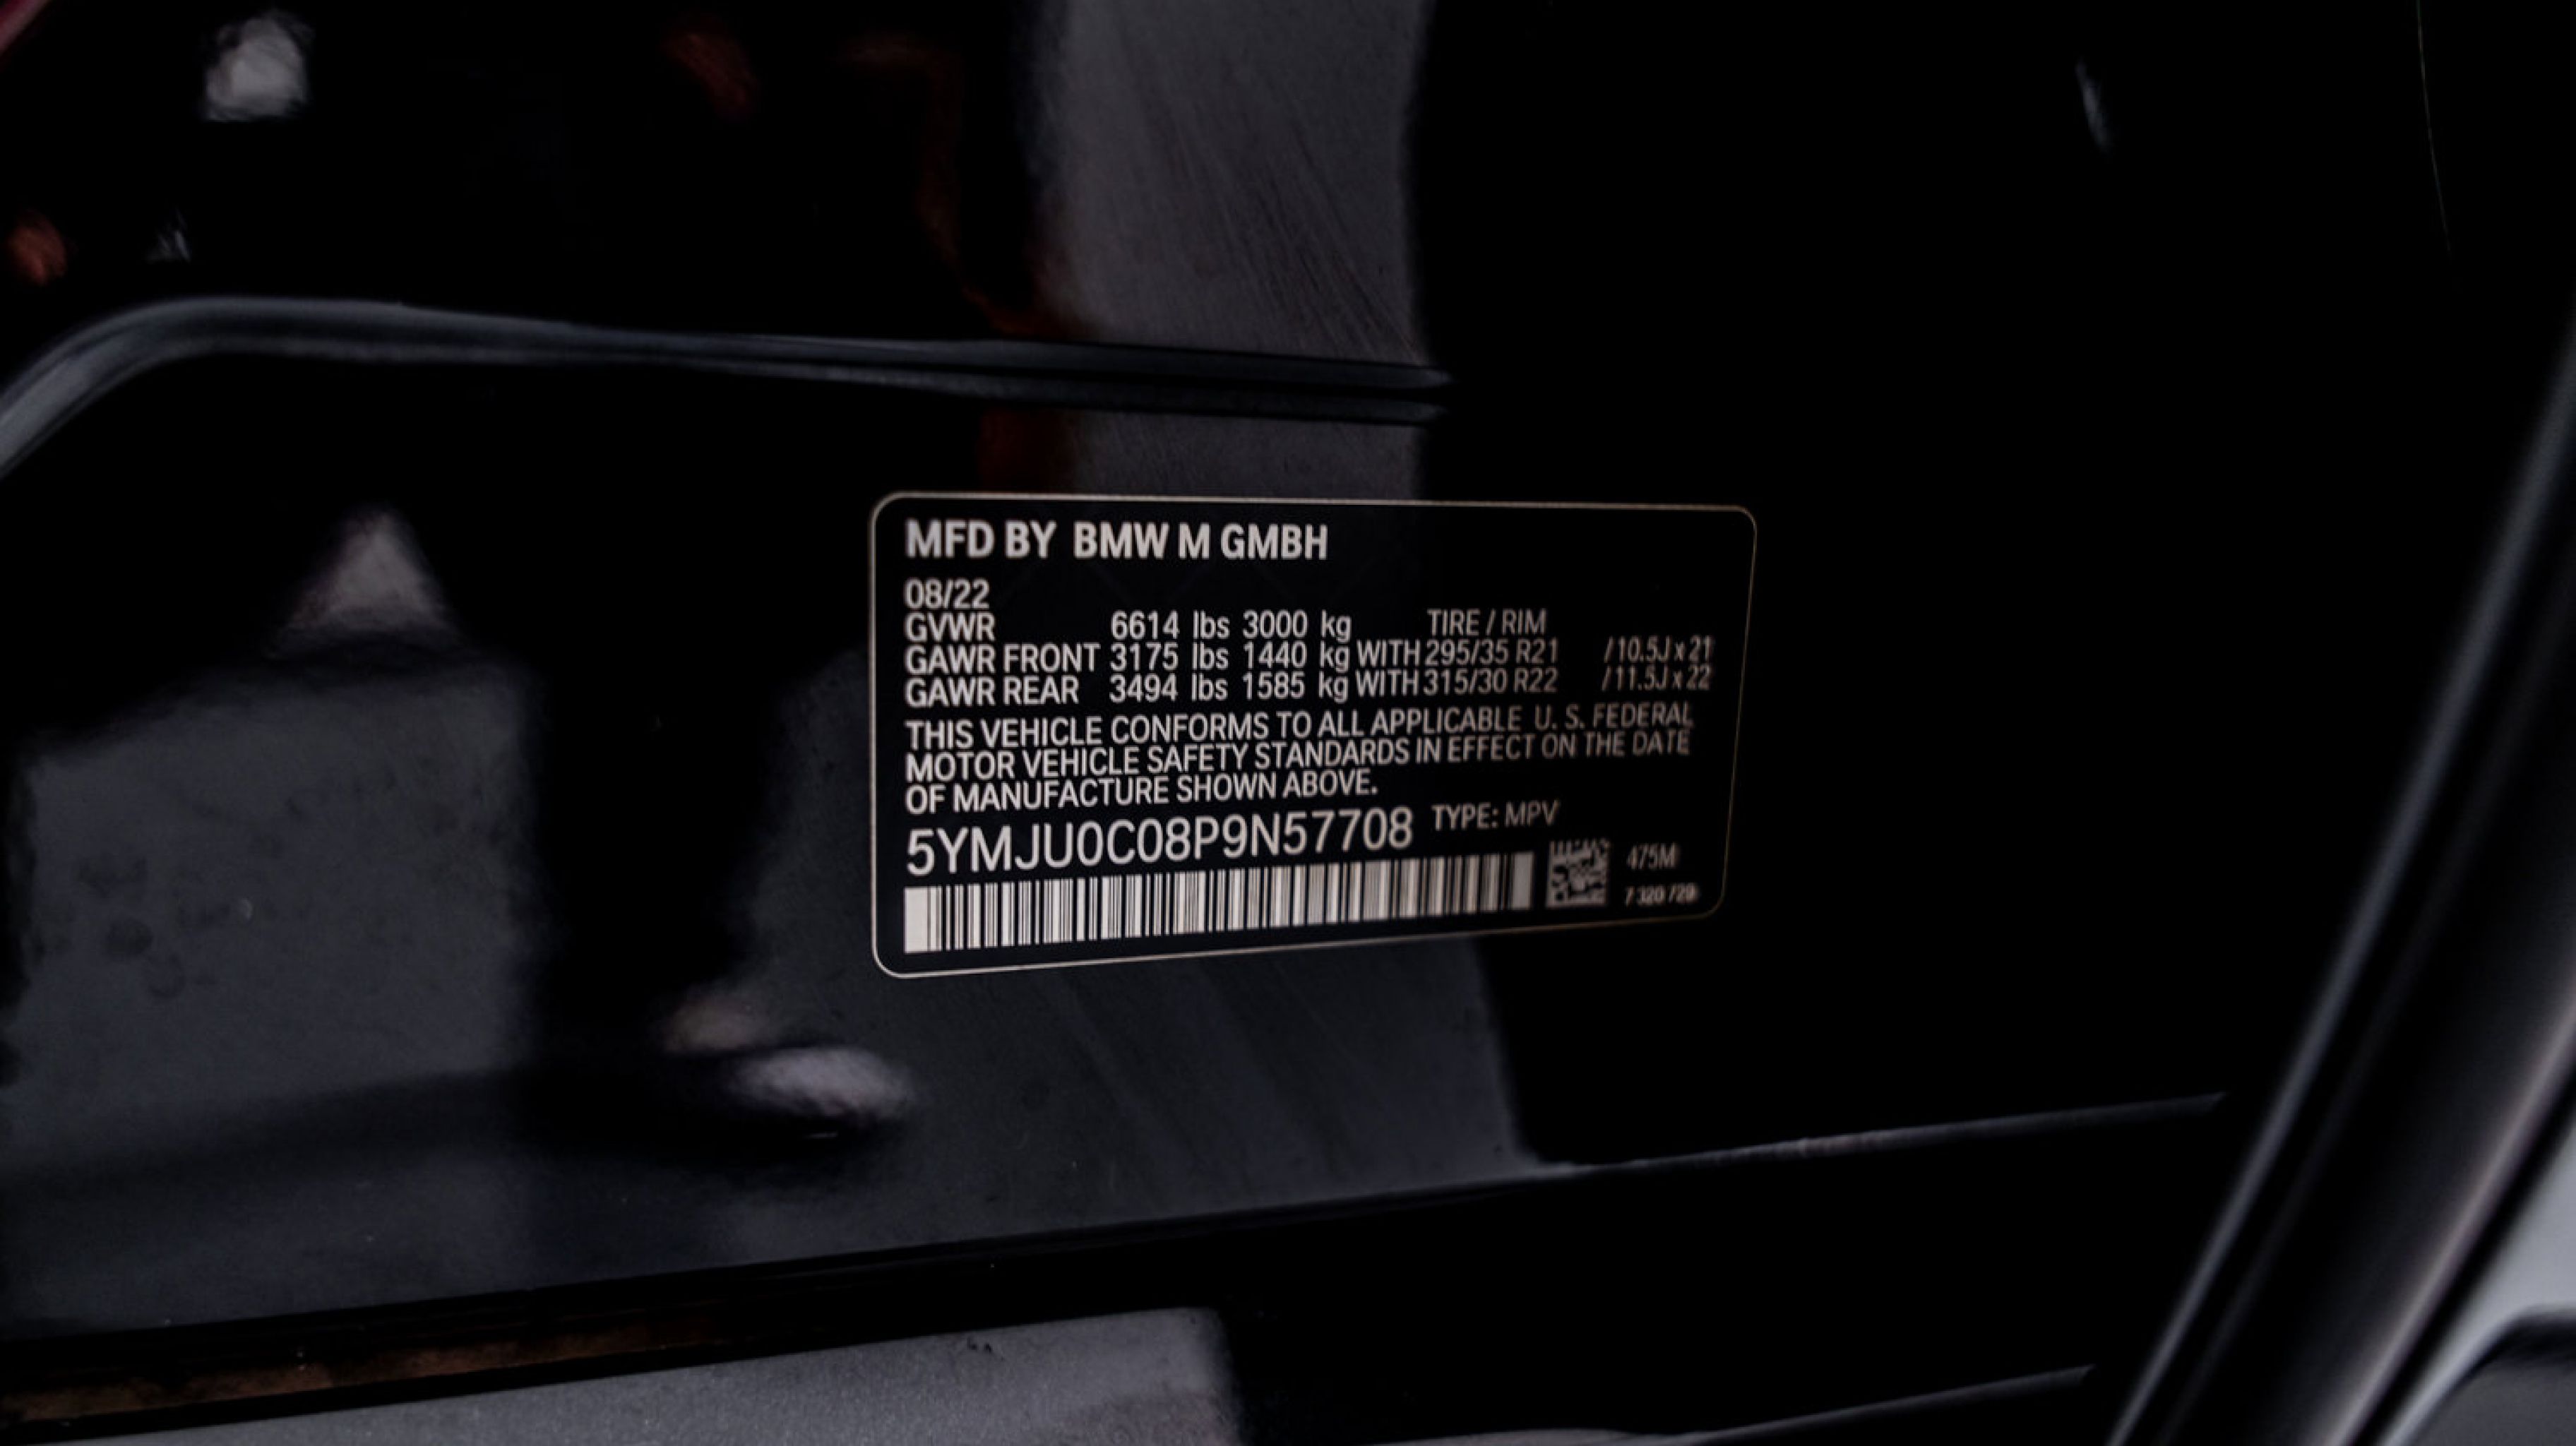 MFD BY BMW M GMBH
08/22
GVWR 6614 lbs 3000 kg TIRE / RIM
GAWR FRONT 3175 lbs 1440 kg WITH 295/35 R21 / 10.5J x 21
GAWR REAR 3494 lbs 1585 kg WITH 315/30 R22 / 11.5J x 22
THIS VEHICLE CONFORMS TO ALL APPLICABLE U. S. FEDERAL
MOTOR VEHICLE SAFETY STANDARDS IN EFFECT ON THE DATE
OF MANUFACTURE SHOWN ABOVE.
5YMJU0C08P9N57708 TYPE: MPV
475M
7 320 729